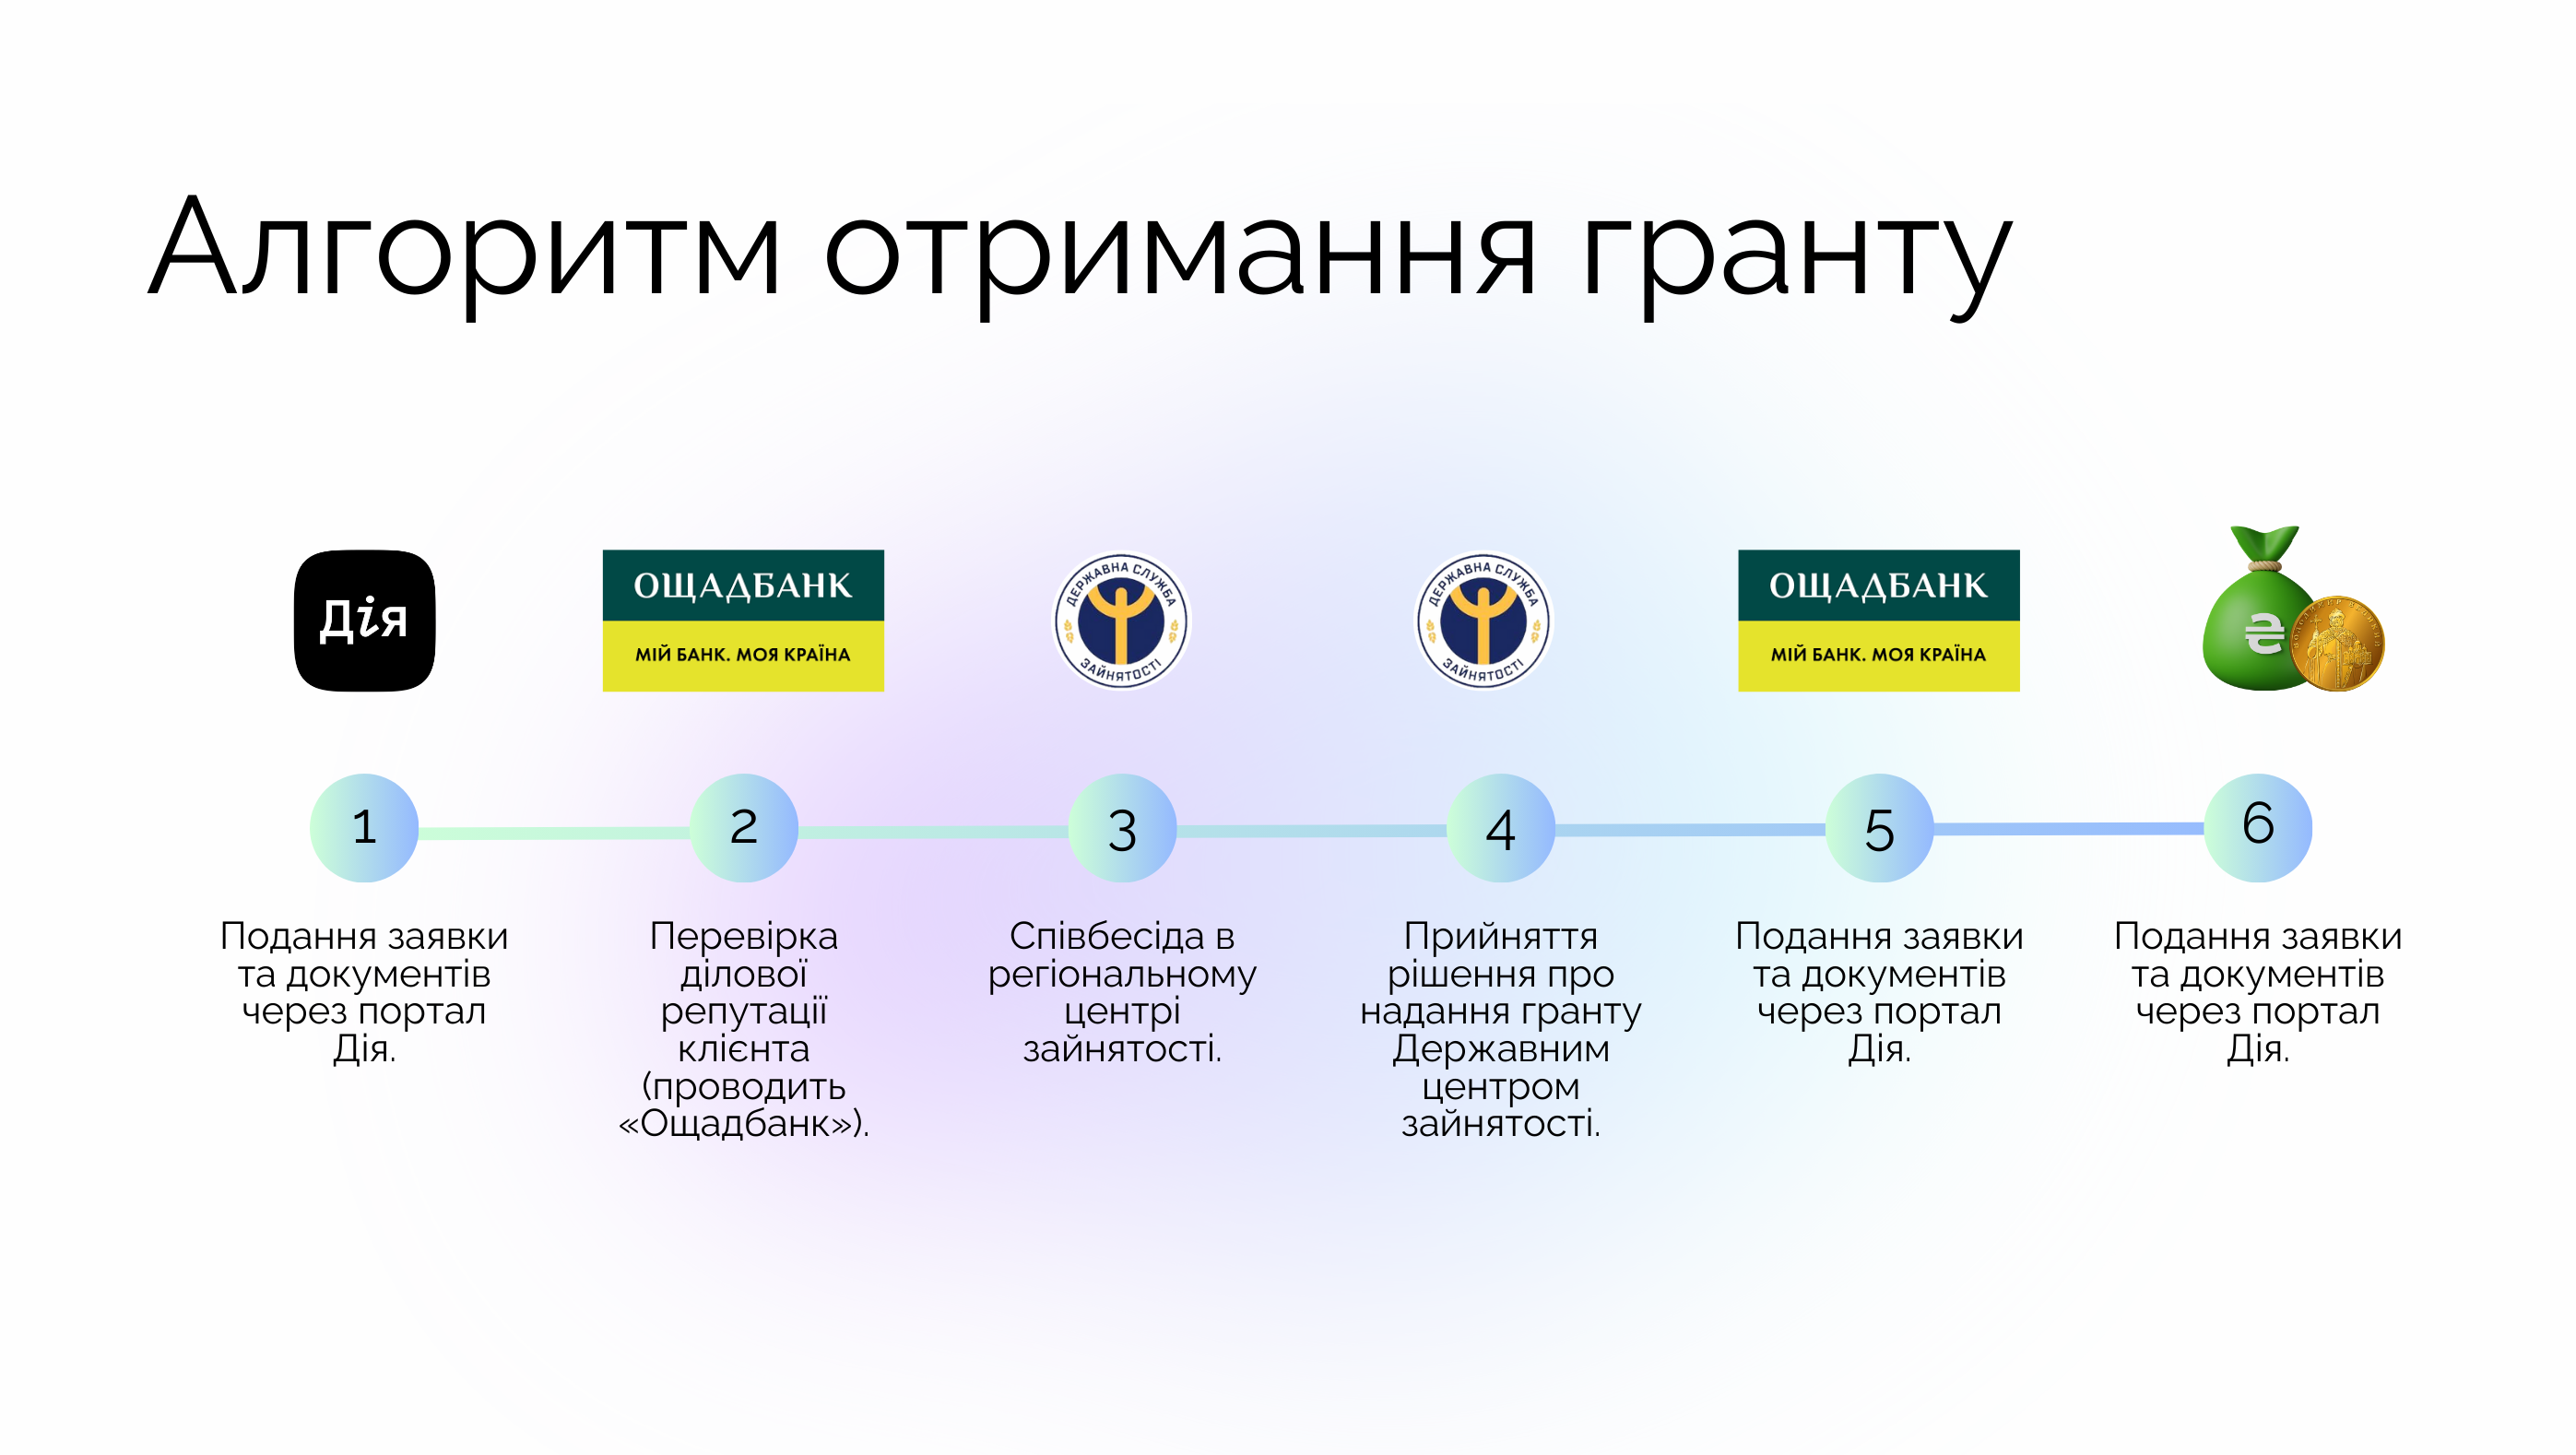 Алгоритм отримання гранту
Дія
ОЩАДБАНК
МІЙ БАНК. МОЯ КРАЇНА
ДЕРЖАВНА СЛУЖБА
ЗАЙНЯТОСТІ
ДЕРЖАВНА СЛУЖБА
ЗАЙНЯТОСТІ
ОЩАДБАНК
МІЙ БАНК. МОЯ КРАЇНА
₴
1
2
3
4
5
6
Подання заявки
та документів
через портал
Дія.
Перевірка
ділової
репутації
клієнта
(проводить
«Ощадбанк»).
Співбесіда в
регіональному
центрі
зайнятості.
Прийняття
рішення про
надання гранту
Державним
центром
зайнятості.
Подання заявки
та документів
через портал
Дія.
Подання заявки
та документів
через портал
Дія.